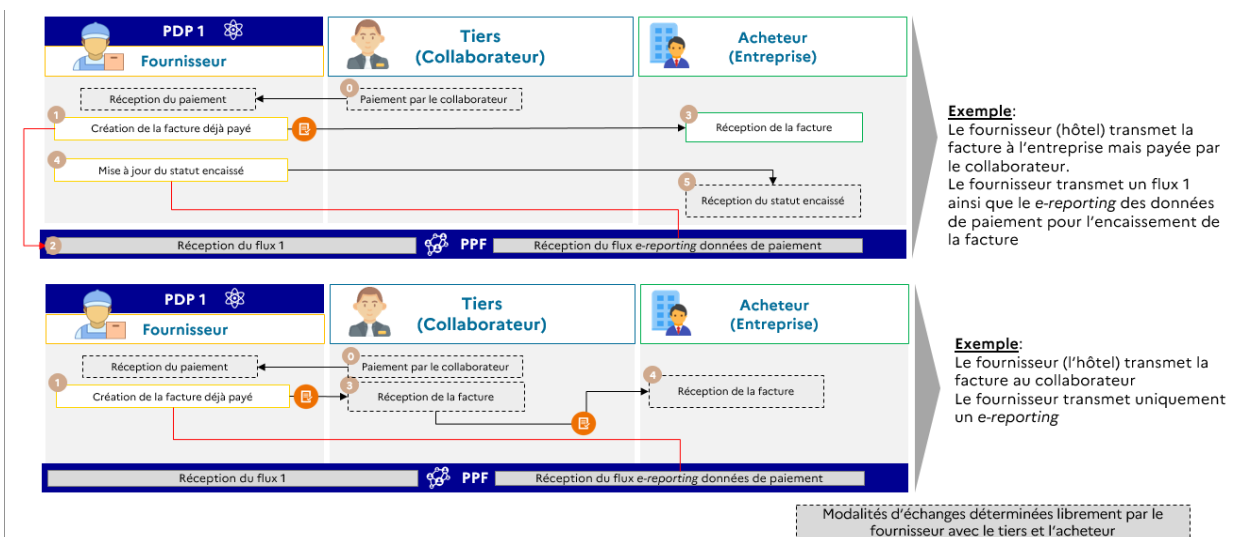 PDP 1
Fournisseur
Tiers
(Collaborateur)
Acheteur
(Entreprise)
0
Réception du paiement
Paiement par le collaborateur
1
Création de la facture déjà payé
3
Réception de la facture
4
Mise à jour du statut encaissé
5
Réception du statut encaissé
2
Réception du flux 1
PPF
Réception du flux e-reporting données de paiement
Exemple:
Le fournisseur (hôtel) transmet la
facture à l'entreprise mais payée par
le collaborateur.
Le fournisseur transmet un flux 1
ainsi que le e-reporting des données
de paiement pour l'encaissement de
la facture
PDP 1
Fournisseur
Tiers
(Collaborateur)
Acheteur
(Entreprise)
0
Réception du paiement
Paiement par le collaborateur
1
Création de la facture déjà payé
3
Réception de la facture
4
Réception de la facture
Réception du flux 1
PPF
Réception du flux e-reporting données de paiement
Exemple:
Le fournisseur (l'hôtel) transmet la
facture au collaborateur
Le fournisseur transmet uniquement
un e-reporting
Modalités d'échanges déterminées librement par le
fournisseur avec le tiers et l'acheteur